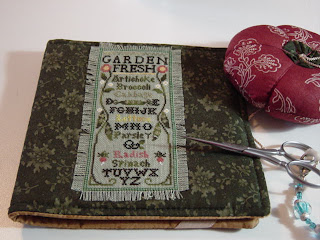 GARDEN
FRESH
Artichoke
Broccoli
Cabbage
D E
FGHIJK
MNO
Parsley
Q
Radish
Spinach
TUVWX
YZ